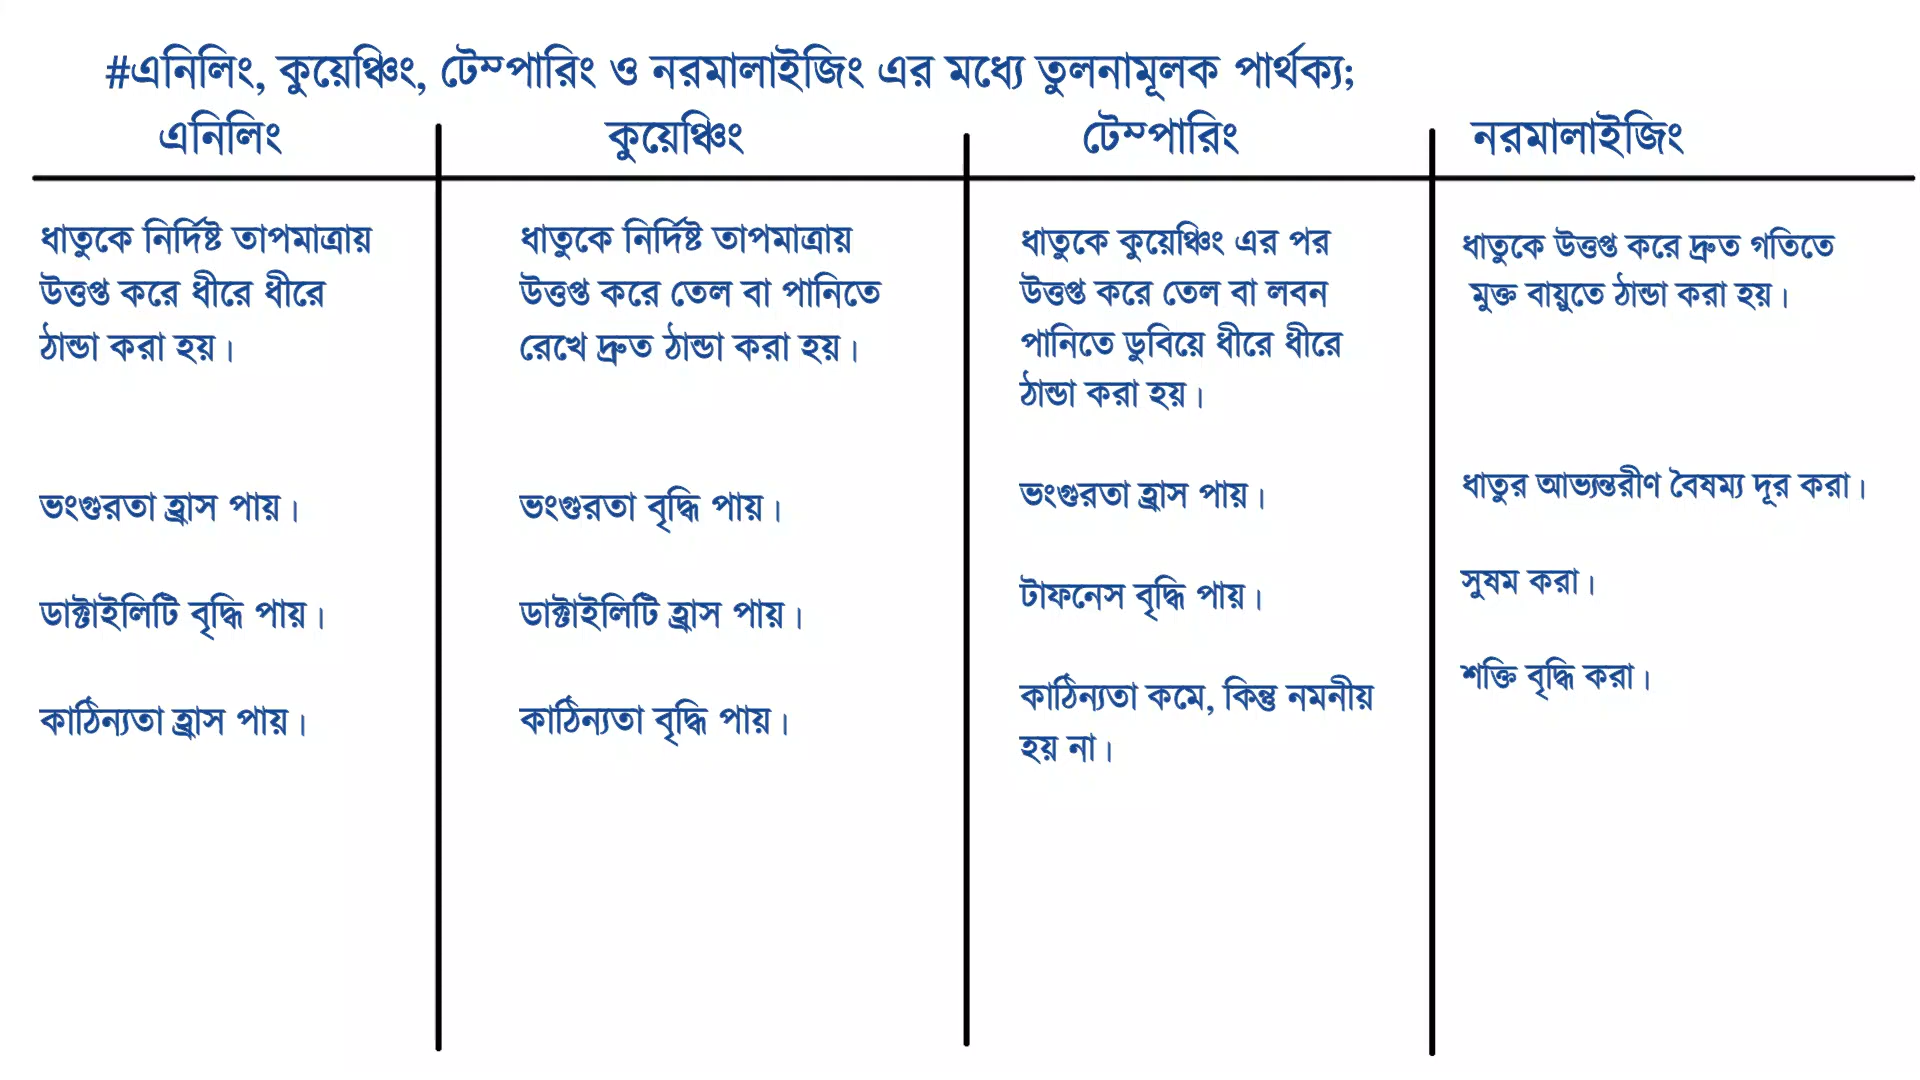 #এনিলিং, কুয়েঞ্চিং, টেম্পারিং ও নরমালাইজিং এর মধ্যে তুলনামূলক পার্থক্য;
এনিলিং
ধাতুকে নির্দিষ্ট তাপমাত্রায়
উত্তপ্ত করে ধীরে ধীরে
ঠান্ডা করা হয়।
ভংগুরতা হ্রাস পায়।
ডাক্টাইলিটি বৃদ্ধি পায়।
কাঠিন্যতা হ্রাস পায়।
কুয়েঞ্চিং
ধাতুকে নির্দিষ্ট তাপমাত্রায়
উত্তপ্ত করে তেল বা পানিতে
রেখে দ্রুত ঠান্ডা করা হয়।
ভংগুরতা বৃদ্ধি পায়।
ডাক্টাইলিটি হ্রাস পায়।
কাঠিন্যতা বৃদ্ধি পায়।
টেম্পারিং
ধাতুকে কুয়েঞ্চিং এর পর
উত্তপ্ত করে তেল বা লবন
পানিতে ডুবিয়ে ধীরে ধীরে
ঠান্ডা করা হয়।
ভংগুরতা হ্রাস পায়।
টাফনেস বৃদ্ধি পায়।
কাঠিন্যতা কমে, কিন্তু নমনীয়
হয় না।
নরমালাইজিং
ধাতুকে উত্তপ্ত করে দ্রুত গতিতে
মুক্ত বায়ুতে ঠান্ডা করা হয়।
ধাতুর আভ্যন্তরীণ বৈষম্য দূর করা।
সুষম করা।
শক্তি বৃদ্ধি করা।